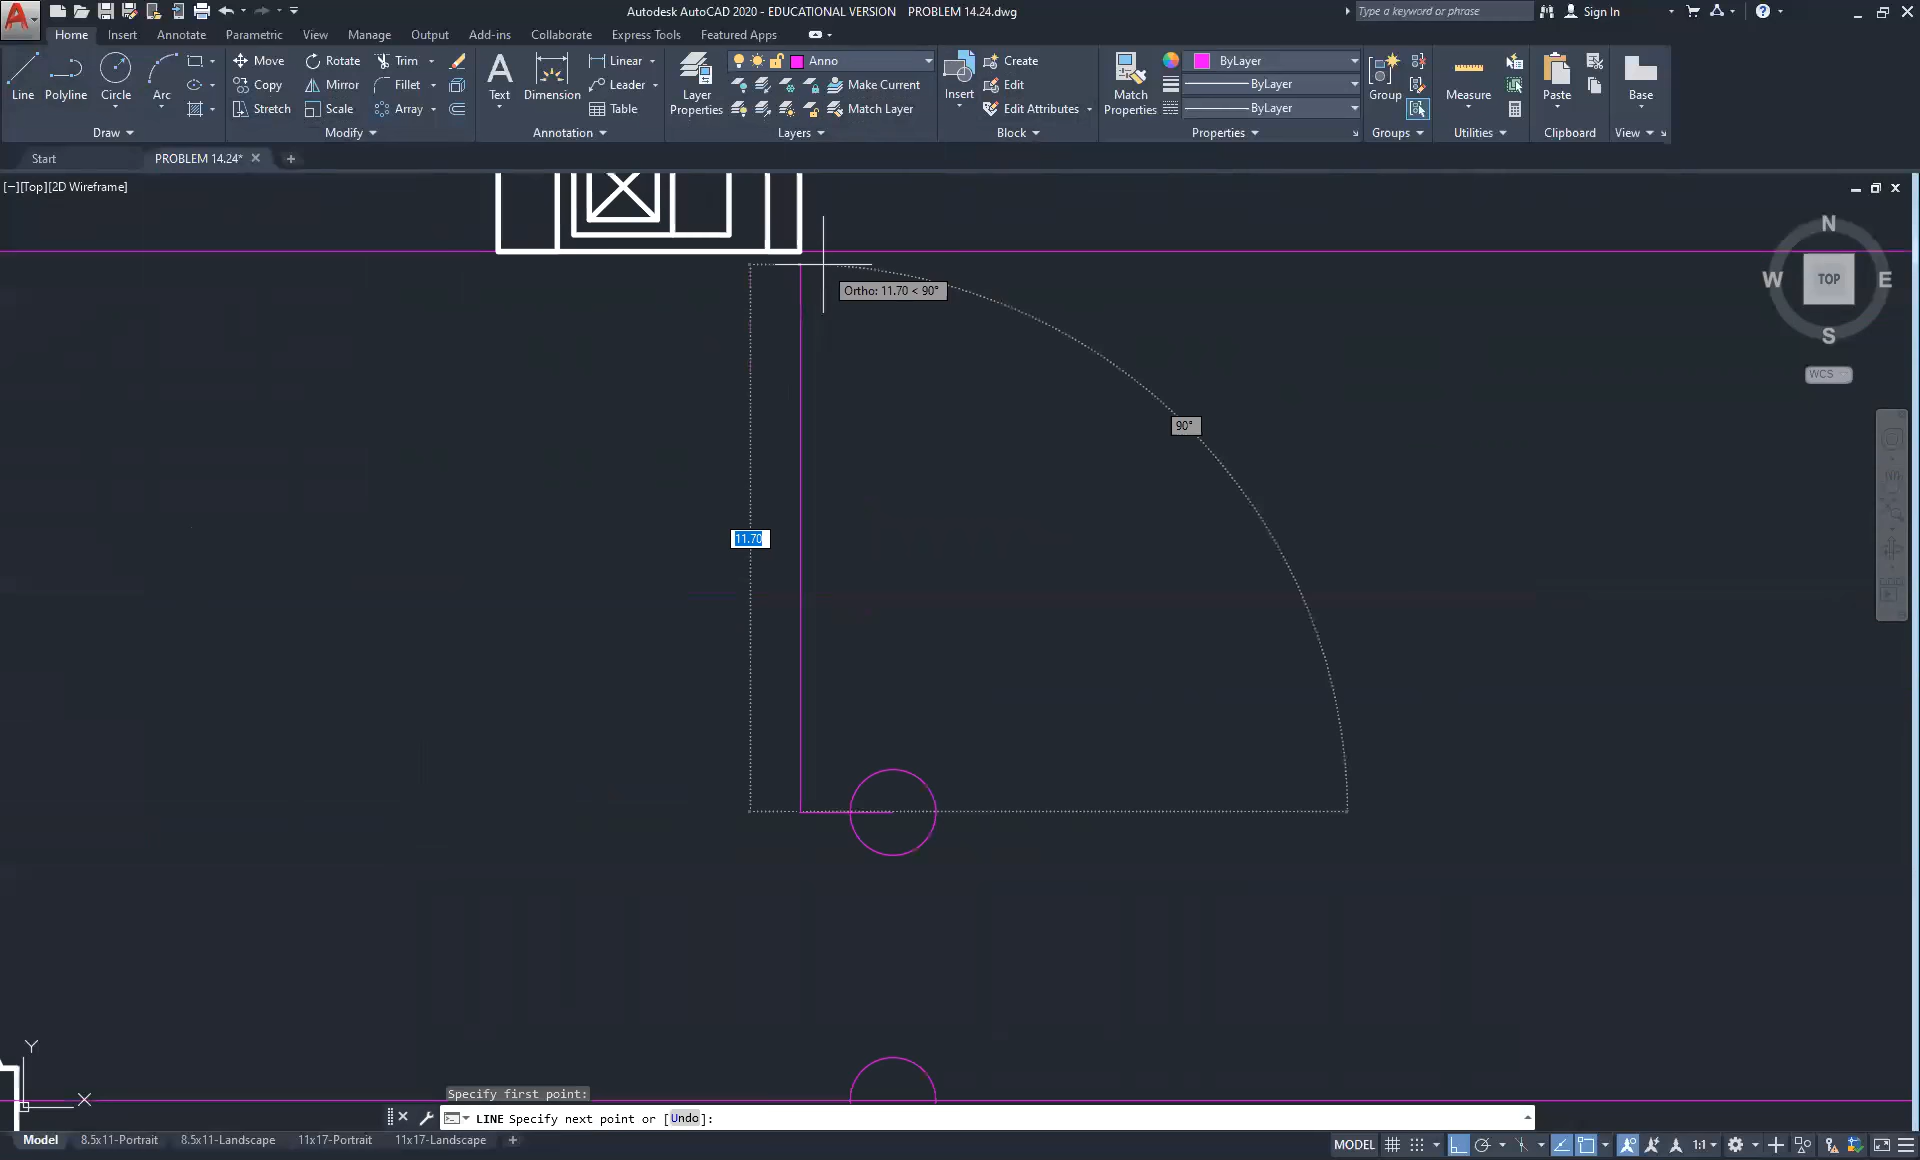 Autodesk AutoCAD 2020 - EDUCATIONAL VERSION PROBLEM 14.24.dwg
Type a keyword or phrase
Sign In
Home Insert Annotate Parametric View Manage Output Add-ins Collaborate Express Tools Featured Apps
Line Polyline Circle Arc
Draw
Move Rotate Trim
Copy Mirror Fillet
Stretch Scale Array
Modify
Text Dimension
Linear
Leader
Table
Annotation
Layer Properties
Anno
Make Current
Match Layer
Layers
Insert
Create
Edit
Edit Attributes
Block
Match Properties
ByLayer
ByLayer
ByLayer
Properties
Group
Groups
Measure
Utilities
Paste
Clipboard
Base
View
Start PROBLEM 14.24*
[−][Top][2D Wireframe]
N
W TOP E
S
WCS
Ortho: 11.70 < 90°
90°
11.70
Y
X
Specify first point:
LINE Specify next point or [Undo]:
Model 8.5x11-Portrait 8.5x11-Landscape 11x17-Portrait 11x17-Landscape
MODEL 1:1